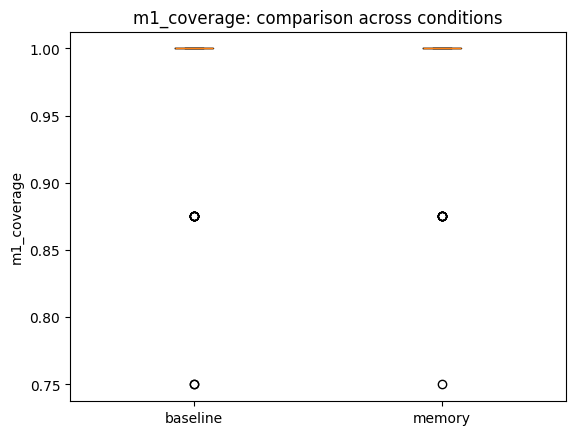 m1_coverage: comparison across conditions
1.00
0.95
0.90
0.85
0.80
0.75
m1_coverage
baseline
memory